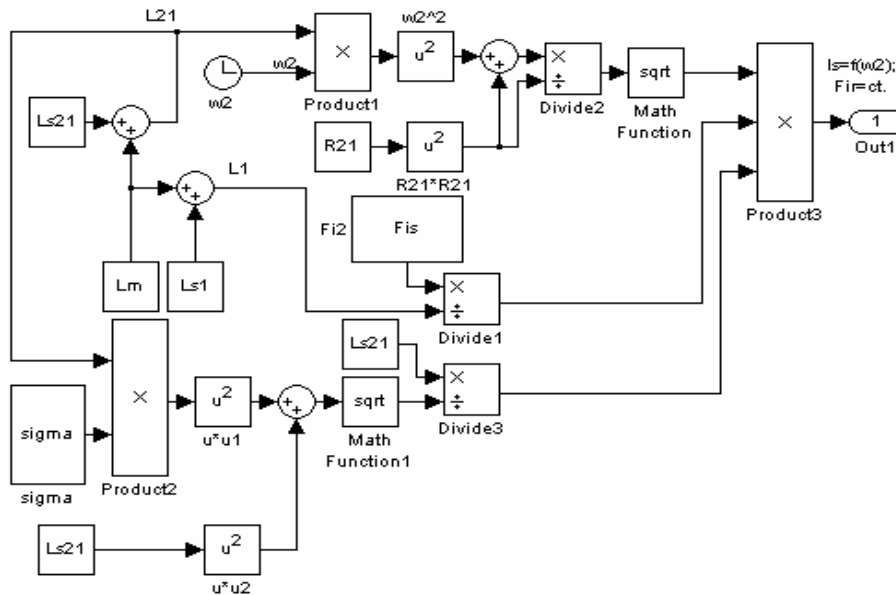 L21
w2^2
×
u²
+
+
×
÷
sqrt
×
Is=f(w2);
Fir=ct.
1
Out1
w2
w2
Product1
Divide2
Math
Function
Ls21
+
+
R21
u²
R21*R21
L1
+
+
Fi2
Fis
Product3
Lm
Ls1
×
÷
Divide1
Ls21
×
÷
Divide3
×
u²
u*u1
+
+
sqrt
Math
Function1
sigma
sigma
Product2
Ls21
u²
u*u2